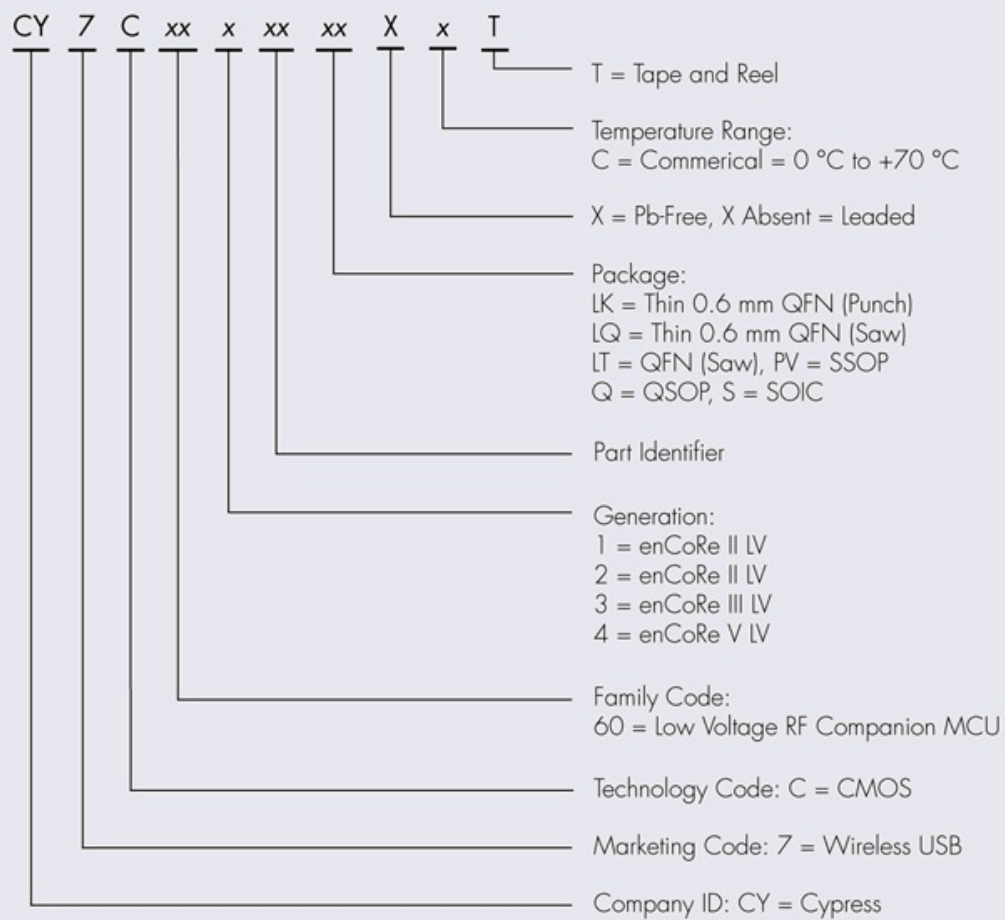 CY 7 C xx x xx xx X x T
T = Tape and Reel
Temperature Range:
C = Commerical = 0 °C to +70 °C
X = Pb-Free, X Absent = Leaded
Package:
LK = Thin 0.6 mm QFN (Punch)
LQ = Thin 0.6 mm QFN (Saw)
LT = QFN (Saw), PV = SSOP
Q = QSOP, S = SOIC
Part Identifier
Generation:
1 = enCoRe II LV
2 = enCoRe II LV
3 = enCoRe III LV
4 = enCoRe V LV
Family Code:
60 = Low Voltage RF Companion MCU
Technology Code: C = CMOS
Marketing Code: 7 = Wireless USB
Company ID: CY = Cypress